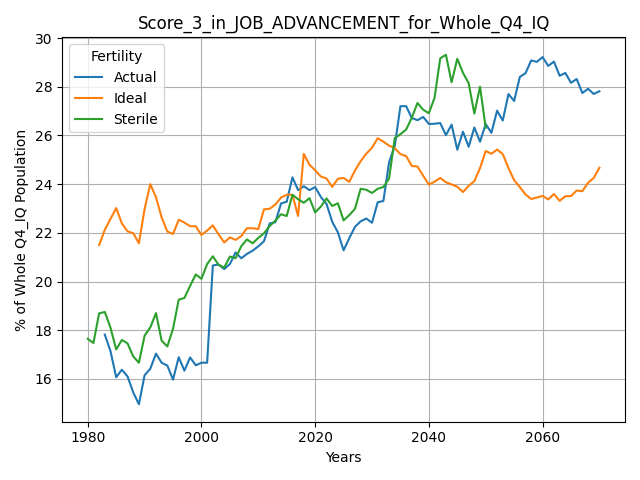 Score_3_in_JOB_ADVANCEMENT_for_Whole_Q4_IQ
Fertility
Actual
Ideal
Sterile
% of Whole Q4_IQ Population
30
28
26
24
22
20
18
16
1980
2000
2020
2040
2060
Years